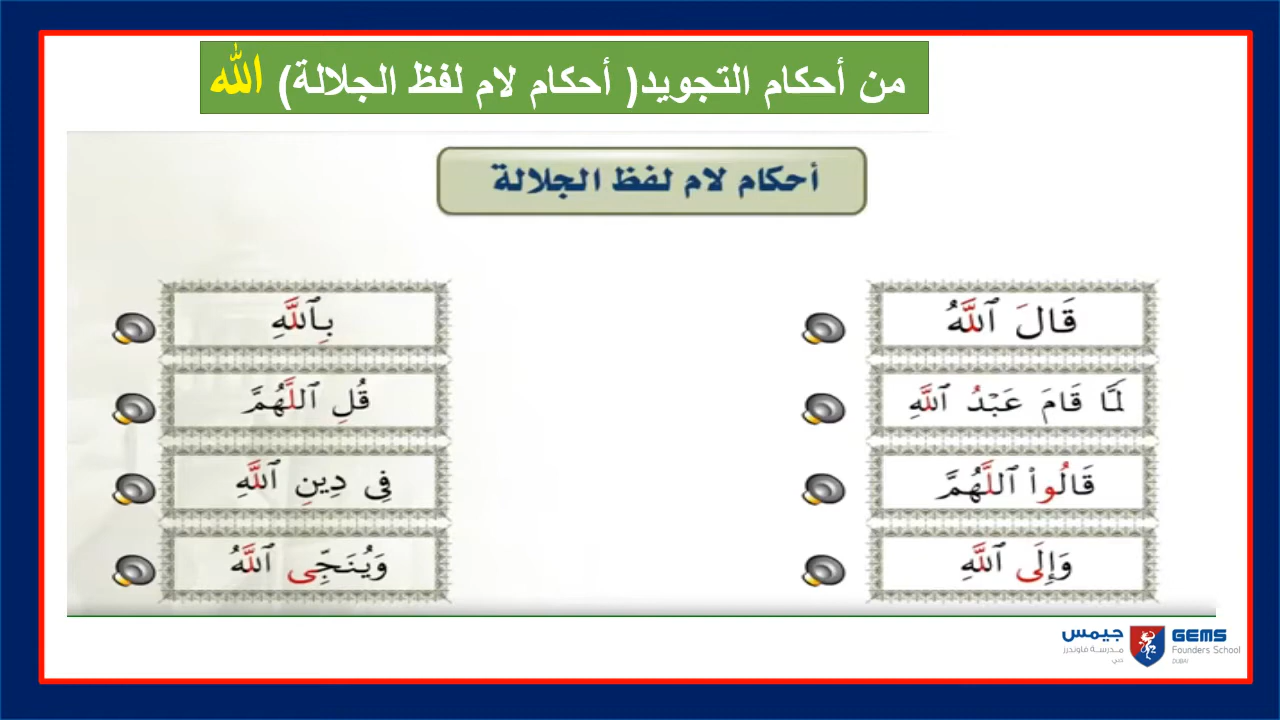 من أحكام التجويد( أحكام لام لفظ الجلالة) الله
أحكام لام لفظ الجلالة
قَالَ ٱللَّهُ
لَمَّا قَامَ عَبْدُ ٱللَّهِ
قَالُوا۟ ٱللَّهُمَّ
وَإِلَى ٱللَّهِ
بِٱللَّهِ
قُلِ ٱللَّهُمَّ
فِى دِينِ ٱللَّهِ
وَيُنَجِّى ٱللَّهُ
جيمس
مدرسة فاوندرز
دبي
GEMS
Founders School
DUBAI